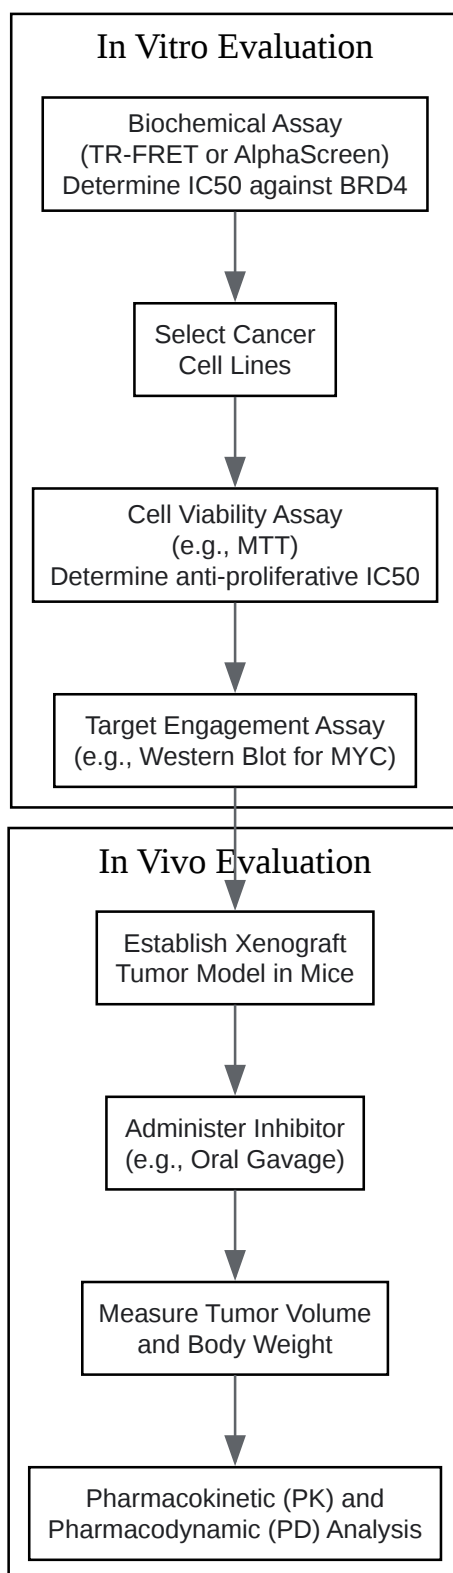 In Vitro Evaluation
Biochemical Assay
(TR-FRET or AlphaScreen)
Determine IC50 against BRD4
Select Cancer
Cell Lines
Cell Viability Assay
(e.g., MTT)
Determine anti-proliferative IC50
Target Engagement Assay
(e.g., Western Blot for MYC)
In Vivo Evaluation
Establish Xenograft
Tumor Model in Mice
Administer Inhibitor
(e.g., Oral Gavage)
Measure Tumor Volume
and Body Weight
Pharmacokinetic (PK) and
Pharmacodynamic (PD) Analysis